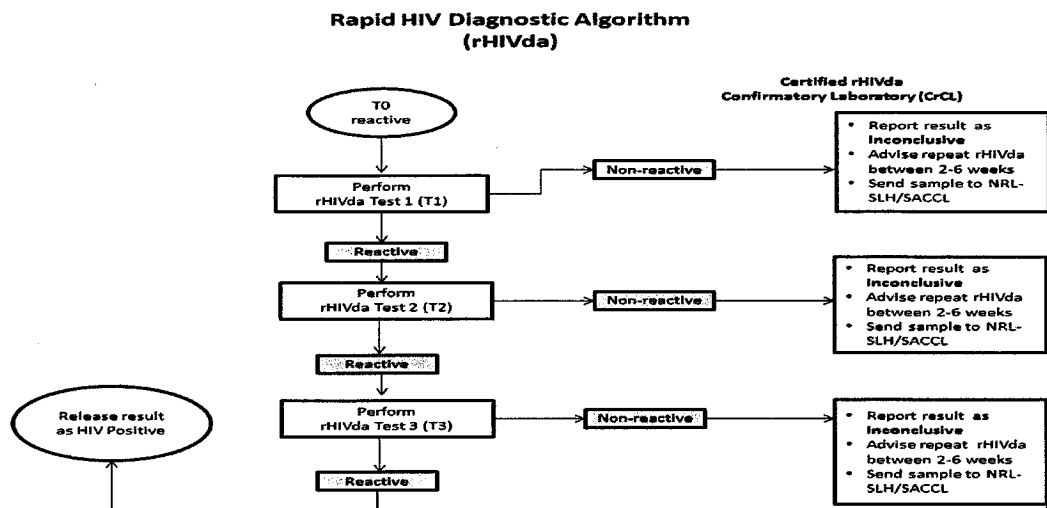 Rapid HIV Diagnostic Algorithm
(rHIVda)
Certified rHIVda
Confirmatory Laboratory (CrCL)
T0
reactive
Perform
rHIVda Test 1 (T1)
Non-reactive
• Report result as
Inconclusive
• Advise repeat rHIVda
between 2-6 weeks
• Send sample to NRL-
SLH/SACCL
Reactive
Perform
rHIVda Test 2 (T2)
Non-reactive
• Report result as
Inconclusive
• Advise repeat rHIVda
between 2-6 weeks
• Send sample to NRL-
SLH/SACCL
Reactive
Release result
as HIV Positive
Perform
rHIVda Test 3 (T3)
Non-reactive
• Report result as
Inconclusive
• Advise repeat rHIVda
between 2-6 weeks
• Send sample to NRL-
SLH/SACCL
Reactive